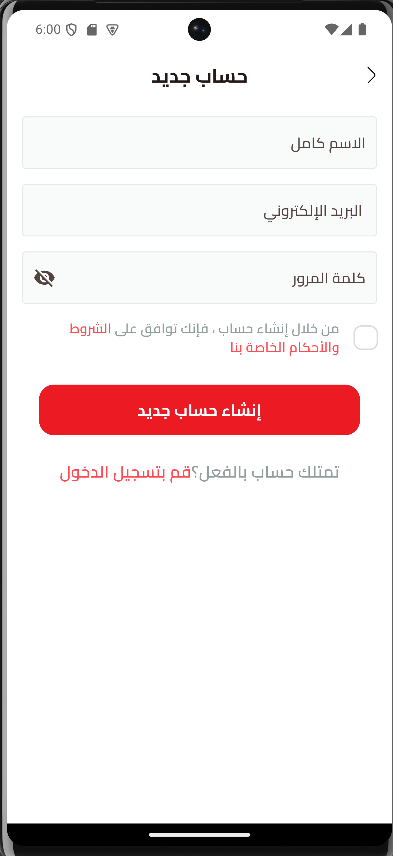 6:00
حساب جديد
الاسم كامل
البريد الإلكتروني
كلمة المرور
من خلال إنشاء حساب ، فإنك توافق على الشروط
والأحكام الخاصة بنا
إنشاء حساب جديد
تمتلك حساب بالفعل؟قم بتسجيل الدخول